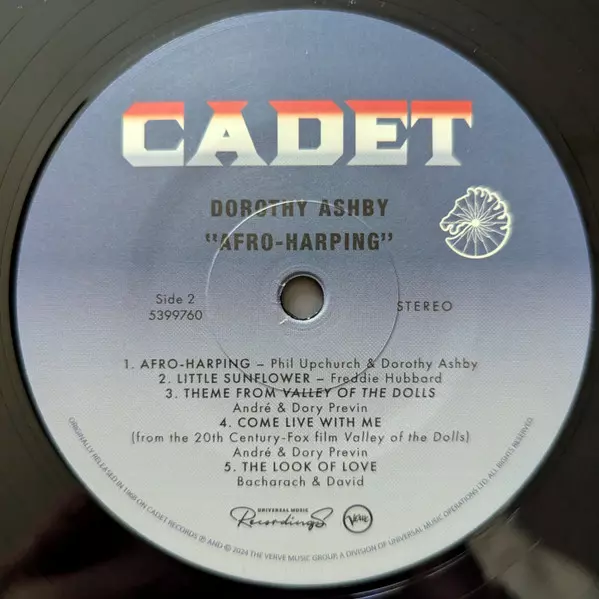 CADET
DOROTHY ASHBY
"AFRO-HARPING"
Side 2
5399760
STEREO
1. AFRO-HARPING – Phil Upchurch & Dorothy Ashby
2. LITTLE SUNFLOWER – Freddie Hubbard
3. THEME FROM VALLEY OF THE DOLLS
André & Dory Previn
4. COME LIVE WITH ME
(from the 20th Century-Fox film Valley of the Dolls)
André & Dory Previn
5. THE LOOK OF LOVE
Bacharach & David
UNIVERSAL MUSIC
Recordings
Verve
ORIGINALLY RELEASED IN 1968 ON CADET RECORDS ℗ AND © 2024 THE VERVE MUSIC GROUP, A DIVISION OF UNIVERSAL MUSIC OPERATIONS LTD. ALL RIGHTS RESERVED.